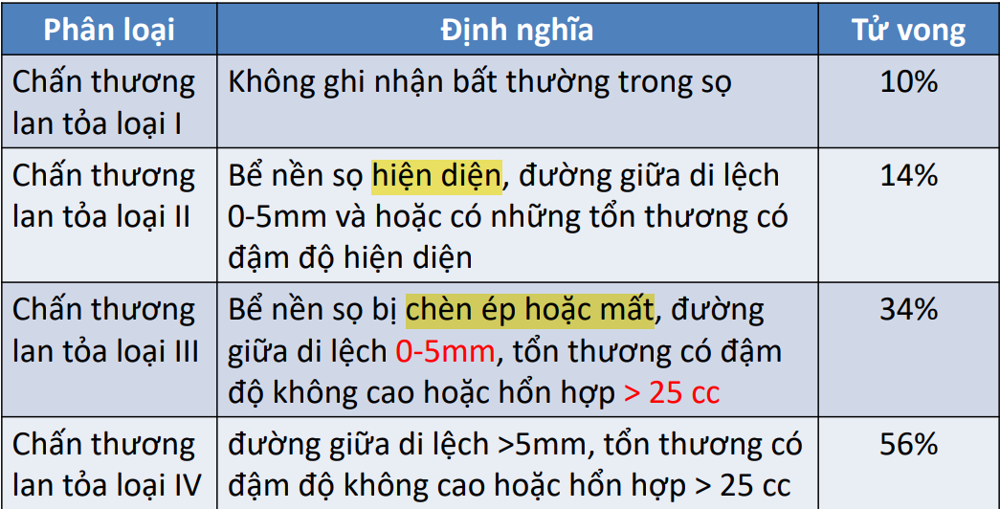 Phân loại
Định nghĩa
Tử vong
Chấn thương
lan tỏa loại I
Không ghi nhận bất thường trong sọ
10%
Chấn thương
lan tỏa loại II
Bể nền sọ hiện diện, đường giữa di lệch
0-5mm và hoặc có những tổn thương có
đậm độ hiện diện
14%
Chấn thương
lan tỏa loại III
Bể nền sọ bị chèn ép hoặc mất, đường
giữa di lệch 0-5mm, tổn thương có đậm
độ không cao hoặc hổn hợp > 25 cc
34%
Chấn thương
lan tỏa loại IV
đường giữa di lệch >5mm, tổn thương có
đậm độ không cao hoặc hổn hợp > 25 cc
56%